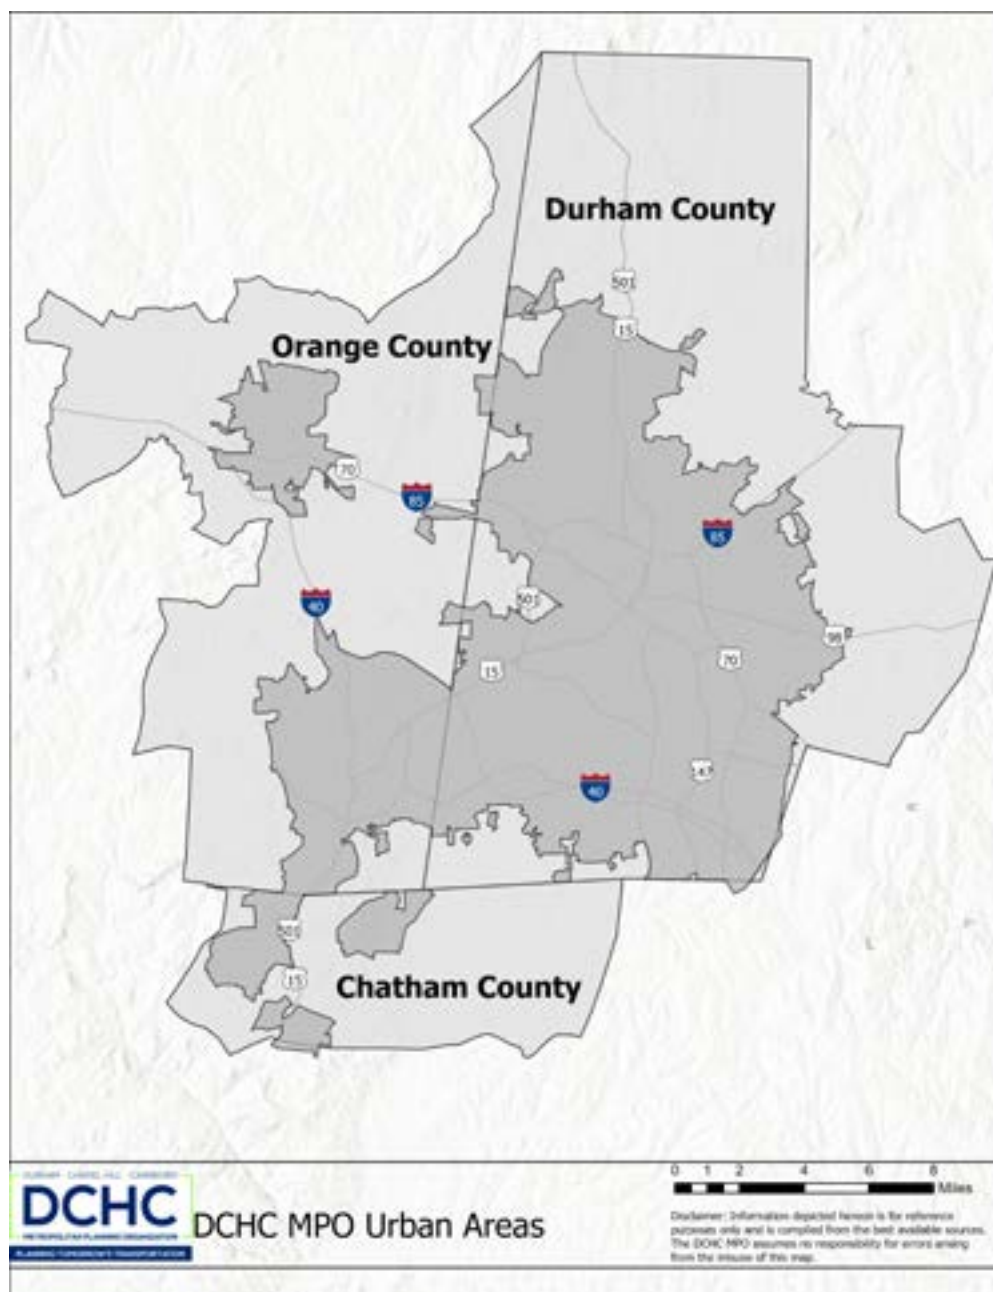 Durham County
501
15
Orange County
70
85
85
40
501
98
15
70
147
40
501
15
Chatham County
DURHAM · CHAPEL HILL · CARRBORO
DCHC
METROPOLITAN PLANNING ORGANIZATION
PLANNING TOMORROW'S TRANSPORTATION
DCHC MPO Urban Areas
0 1 2 4 6 8
Miles
Disclaimer: Information depicted hereon is for reference
purposes only and is compiled from the best available sources.
The DCHC MPO assumes no responsibility for errors arising
from the misuse of this map.